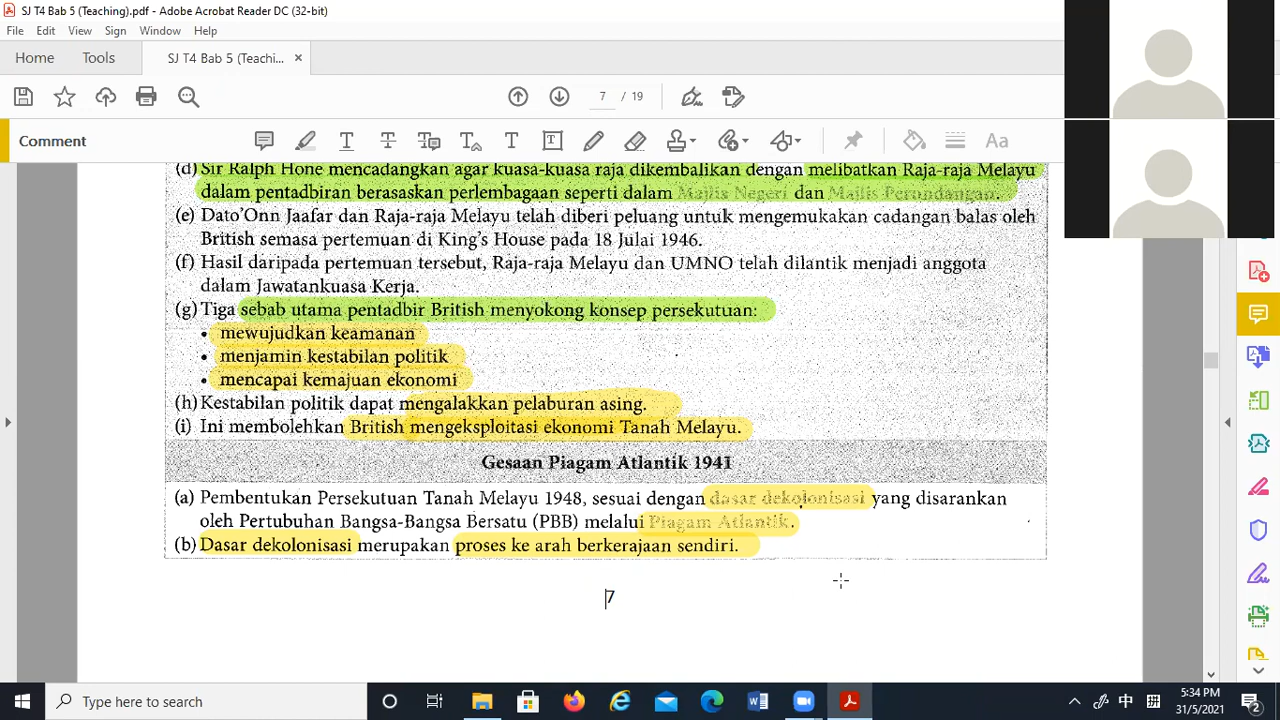 SJ T4 Bab 5 (Teaching).pdf - Adobe Acrobat Reader DC (32-bit)
File Edit View Sign Window Help
Home Tools SJ T4 Bab 5 (Teachi... ×
7 / 19
Comment
(d) Sir Ralph Hone mencadangkan agar kuasa-kuasa raja dikembalikan dengan melibatkan Raja-raja Melayu
dalam pentadbiran berasaskan perlembagaan seperti dalam Majlis Negeri dan Majlis Perundangan.
(e) Dato'Onn Jaafar dan Raja-raja Melayu telah diberi peluang untuk mengemukakan cadangan balas oleh
British semasa pertemuan di King's House pada 18 Julai 1946.
(f) Hasil daripada pertemuan tersebut, Raja-raja Melayu dan UMNO telah dilantik menjadi anggota
dalam Jawatankuasa Kerja.
(g) Tiga sebab utama pentadbir British menyokong konsep persekutuan:
• mewujudkan keamanan
• menjamin kestabilan politik
• mencapai kemajuan ekonomi
(h) Kestabilan politik dapat mengalakkan pelaburan asing.
(i) Ini membolehkan British mengeksploitasi ekonomi Tanah Melayu.
Gesaan Piagam Atlantik 1941
(a) Pembentukan Persekutuan Tanah Melayu 1948, sesuai dengan dasar dekolonisasi yang disarankan
oleh Pertubuhan Bangsa-Bangsa Bersatu (PBB) melalui Piagam Atlantik.
(b) Dasar dekolonisasi merupakan proses ke arah berkerajaan sendiri.
7
Type here to search
中
5:34 PM
31/5/2021
2